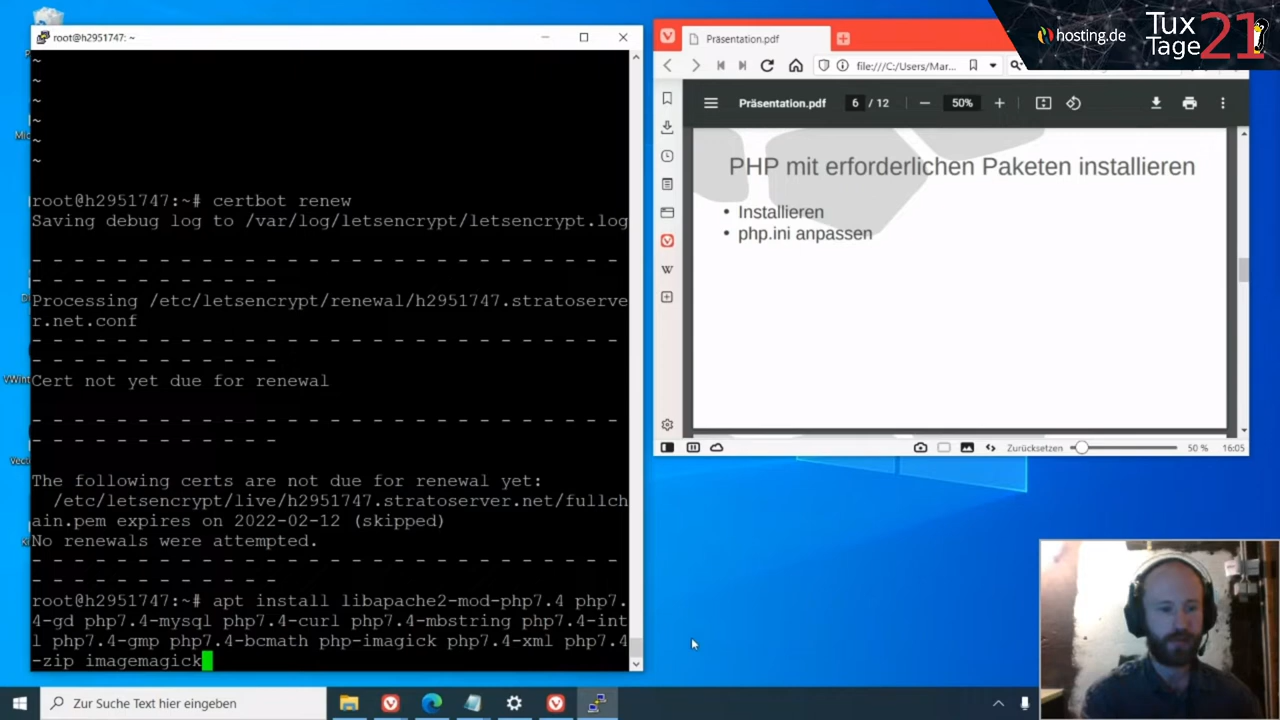 root@h2951747: ~
~
~
~
~
~
~
root@h2951747:~# certbot renew
Saving debug log to /var/log/letsencrypt/letsencrypt.log
- - - - - - - - - - - - - - - - - - - - - - - - - - - -
- - - - - - - - - - - -
Processing /etc/letsencrypt/renewal/h2951747.stratoserve
r.net.conf
- - - - - - - - - - - - - - - - - - - - - - - - - - - -
- - - - - - - - - - - -
Cert not yet due for renewal
- - - - - - - - - - - - - - - - - - - - - - - - - - - -
- - - - - - - - - - - -
The following certs are not due for renewal yet:
/etc/letsencrypt/live/h2951747.stratoserver.net/fullch
ain.pem expires on 2022-02-12 (skipped)
No renewals were attempted.
- - - - - - - - - - - - - - - - - - - - - - - - - - - -
- - - - - - - - - - - -
root@h2951747:~# apt install libapache2-mod-php7.4 php7.
4-gd php7.4-mysql php7.4-curl php7.4-mbstring php7.4-int
l php7.4-gmp php7.4-bcmath php-imagick php7.4-xml php7.4
-zip imagemagick
Präsentation.pdf
file:///C:/Users/Mar...
Präsentation.pdf 6 / 12 50%
PHP mit erforderlichen Paketen installieren
• Installieren
• php.ini anpassen
Zurücksetzen 50 % 16:05
hosting.de
Tux
Tage 21
Zur Suche Text hier eingeben